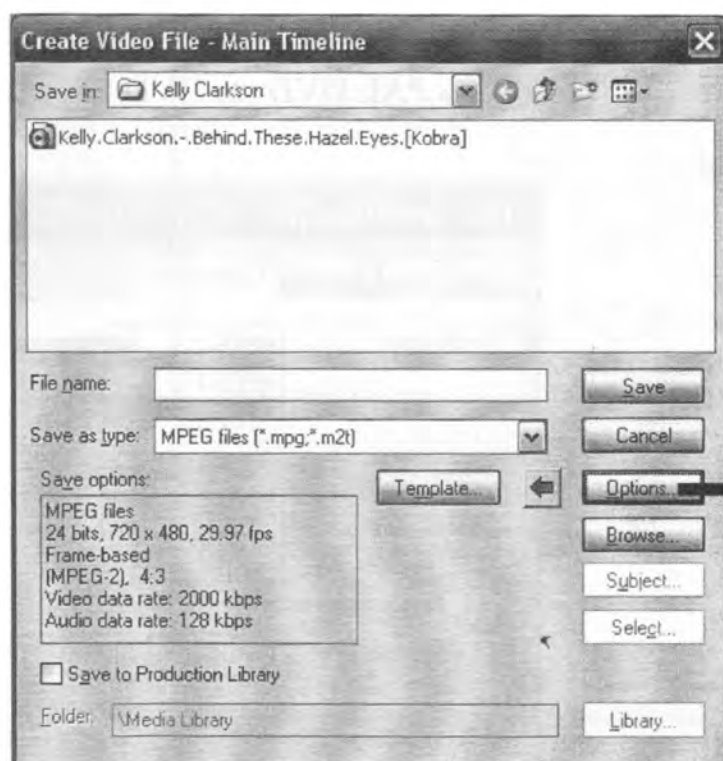 Create Video File - Main Timeline
Save in: Kelly Clarkson
Kelly.Clarkson.-.Behind.These.Hazel.Eyes.[Kobra]
File name:
Save
Save as type: MPEG files (*.mpg;*.m2t)
Cancel
Save options:
Template...
Options...
MPEG files
24 bits, 720 x 480, 29.97 fps
Frame-based
(MPEG-2), 4:3
Video data rate: 2000 kbps
Audio data rate: 128 kbps
Browse...
Subject...
Select...
Save to Production Library
Folder: \Media Library
Library...